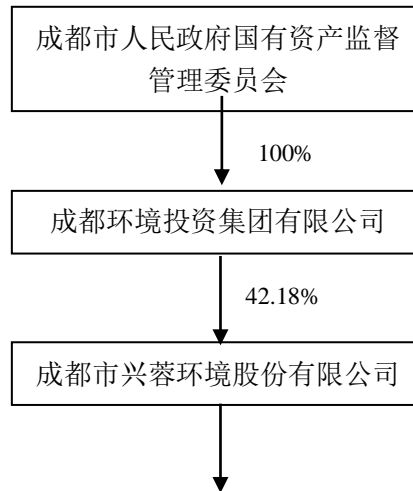 成都市人民政府国有资产监督
管理委员会
100%
成都环境投资集团有限公司
42.18%
成都市兴蓉环境股份有限公司